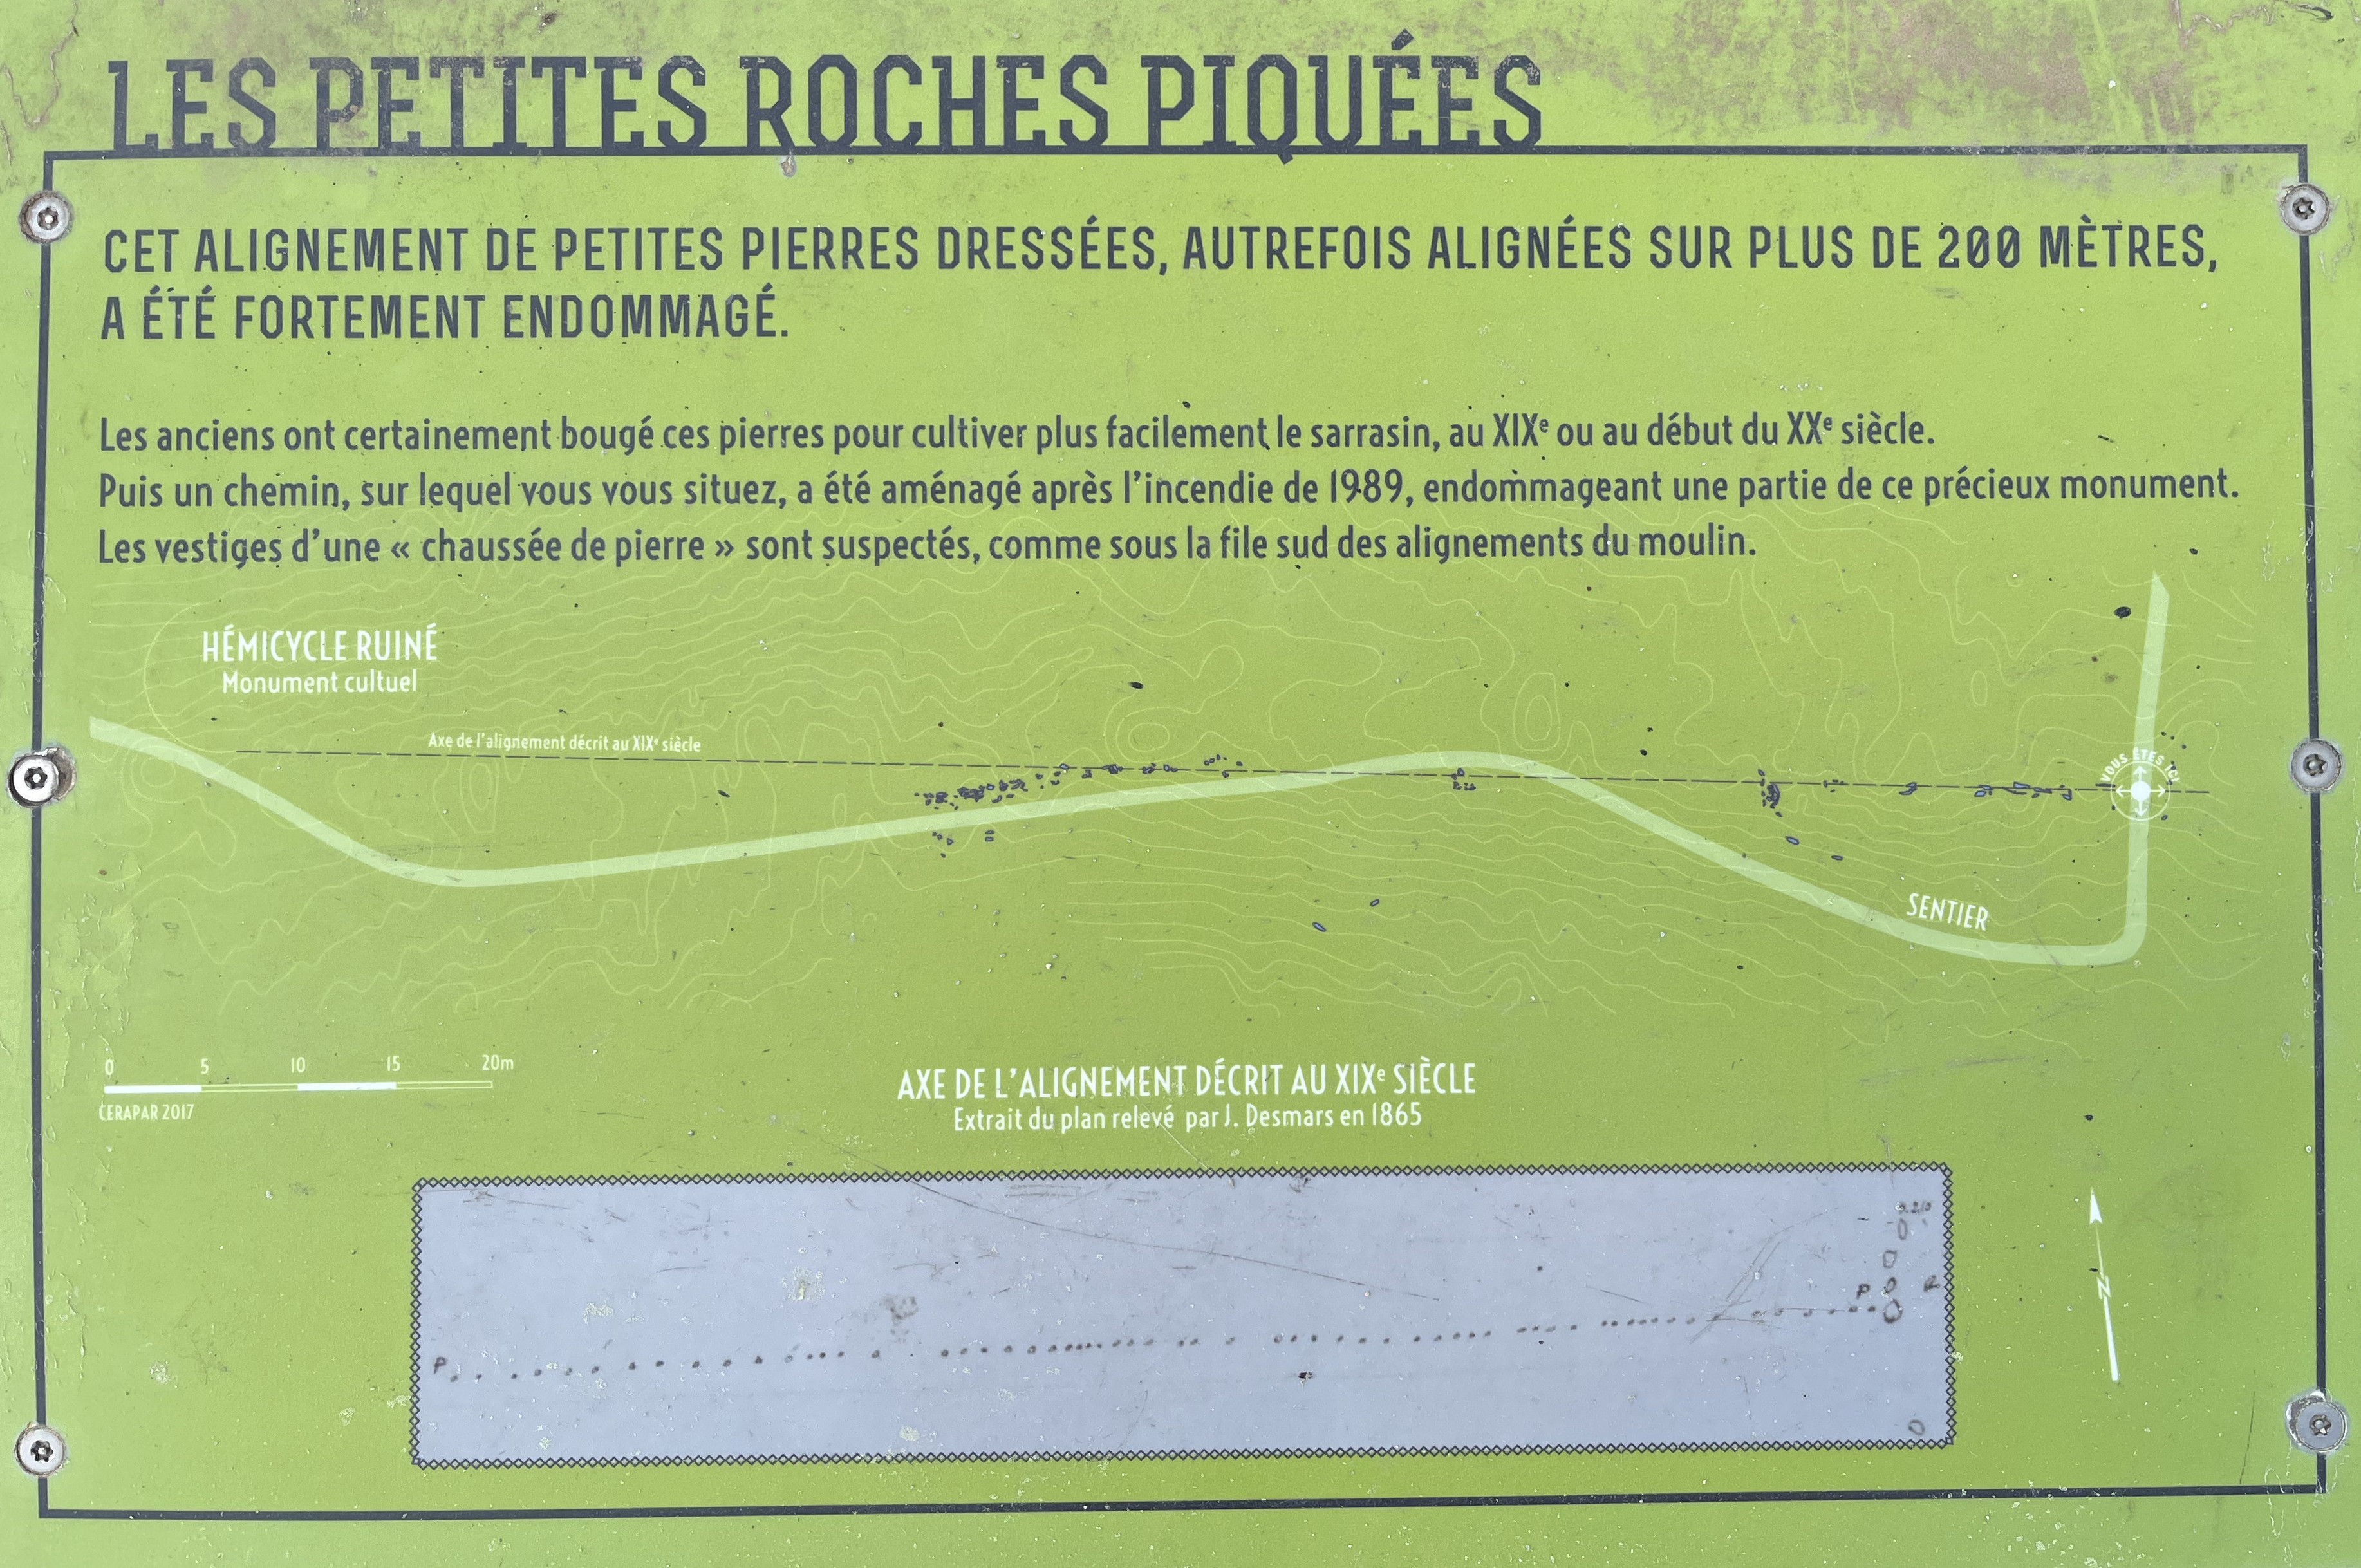 LES PETITES ROCHES PIQUÉES
CET ALIGNEMENT DE PETITES PIERRES DRESSÉES, AUTREFOIS ALIGNÉES SUR PLUS DE 200 MÈTRES,
A ÉTÉ FORTEMENT ENDOMMAGÉ.
Les anciens ont certainement bougé ces pierres pour cultiver plus facilement le sarrasin, au XIXe ou au début du XXe siècle.
Puis un chemin, sur lequel vous vous situez, a été aménagé après l'incendie de 1989, endommageant une partie de ce précieux monument.
Les vestiges d'une « chaussée de pierre » sont suspectés, comme sous la file sud des alignements du moulin.
HÉMICYCLE RUINÉ
Monument cultuel
Axe de l'alignement décrit au XIXe siècle
VOUS ÊTES ICI
SENTIER
0 5 10 15 20m
CERAPAR 2017
AXE DE L'ALIGNEMENT DÉCRIT AU XIXe SIÈCLE
Extrait du plan relevé par J. Desmars en 1865
P
P
N